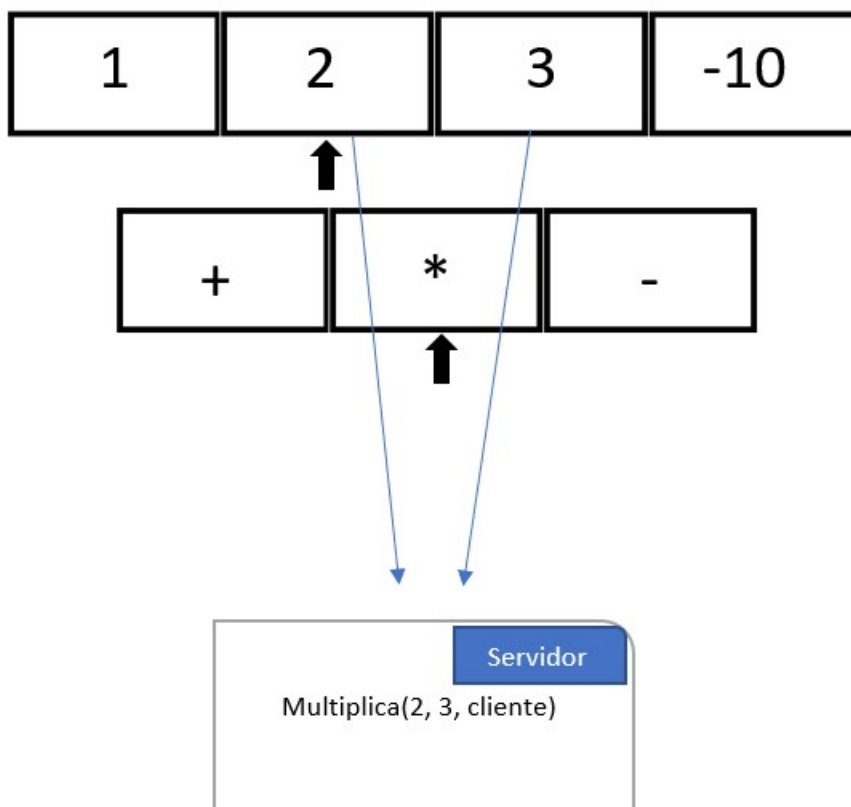 1 2 3 -10
+ * -
Servidor
Multiplica(2, 3, cliente)